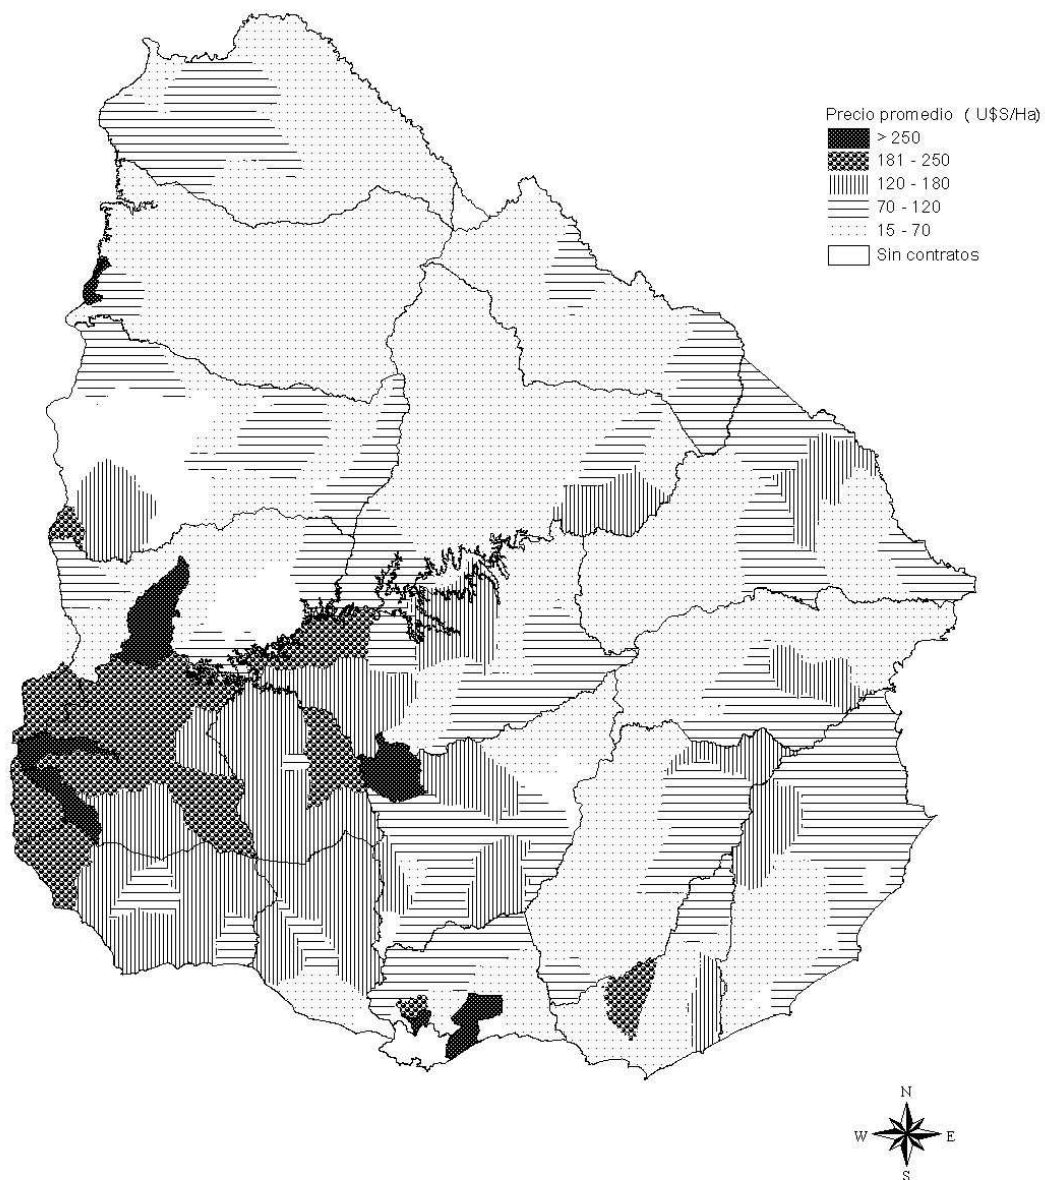 Precio promedio ( U$S/Ha)
> 250
181 - 250
120 - 180
70 - 120
15 - 70
Sin contratos
N
W E
S